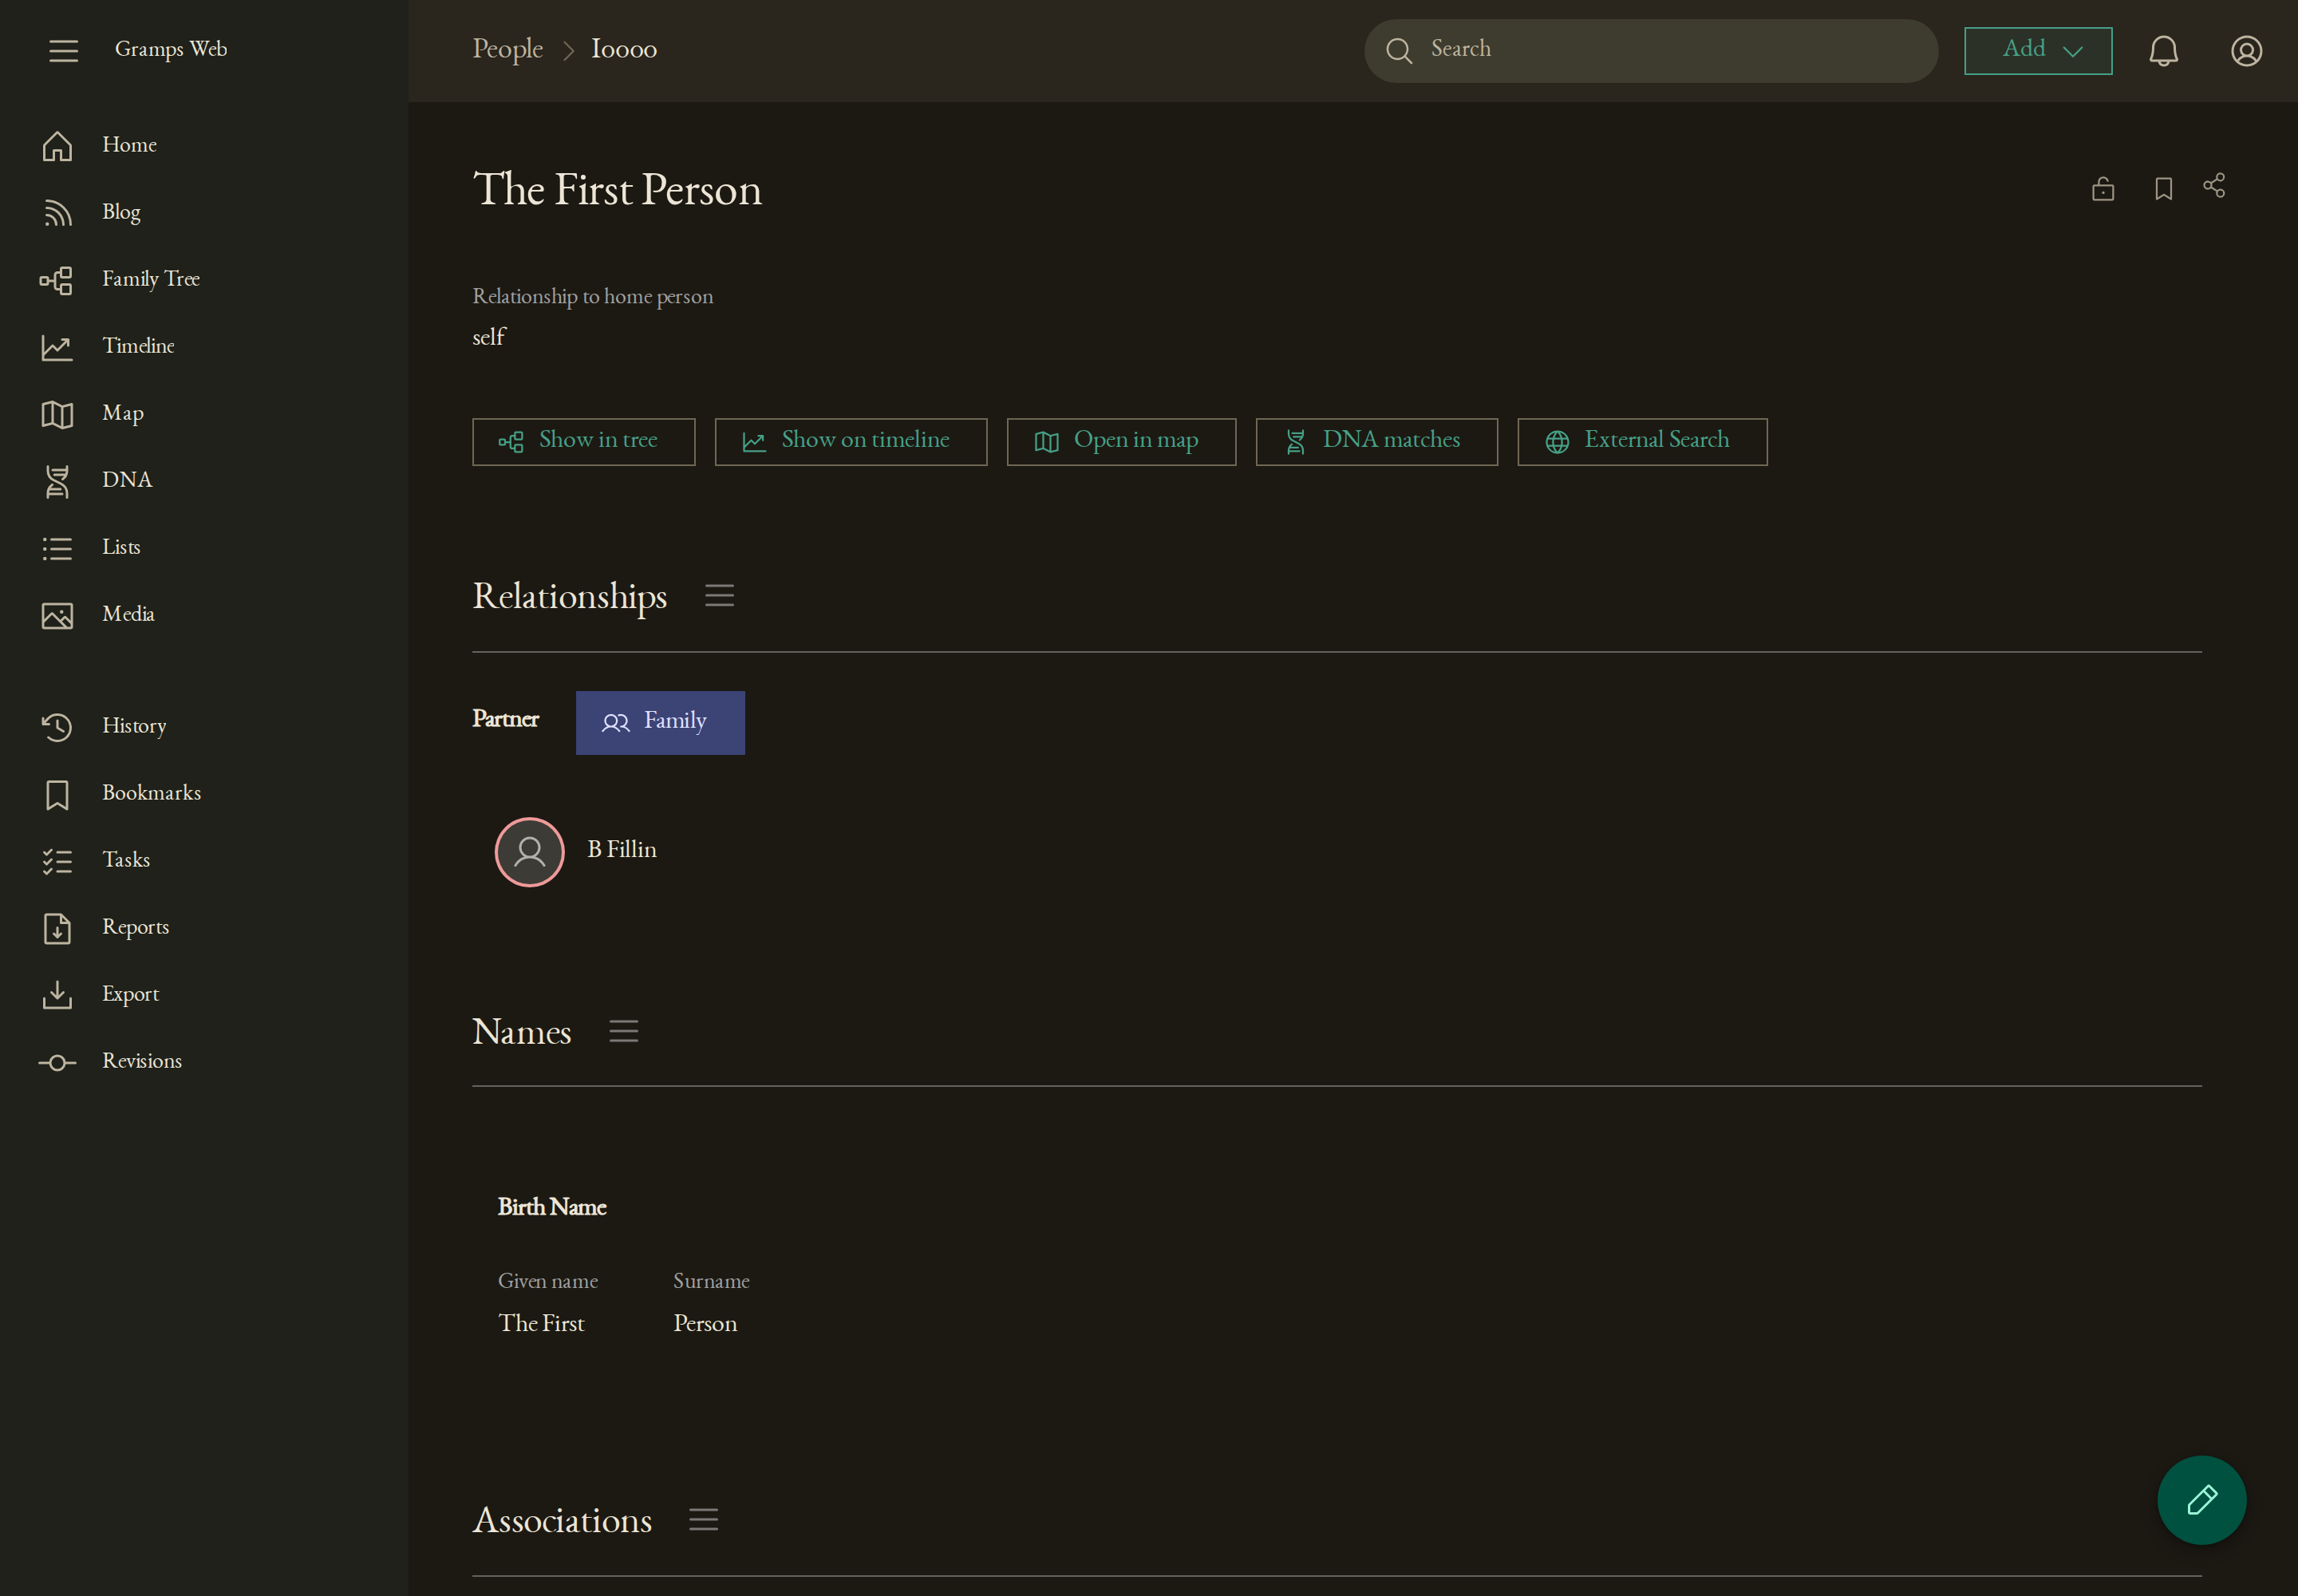 Gramps Web
Home
Blog
Family Tree
Timeline
Map
DNA
Lists
Media
History
Bookmarks
Tasks
Reports
Export
Revisions
People I0000
Search
Add
The First Person
Relationship to home person
self
Show in tree
Show on timeline
Open in map
DNA matches
External Search
Relationships
Partner
Family
B Fillin
Names
Birth Name
Given name Surname
The First Person
Associations